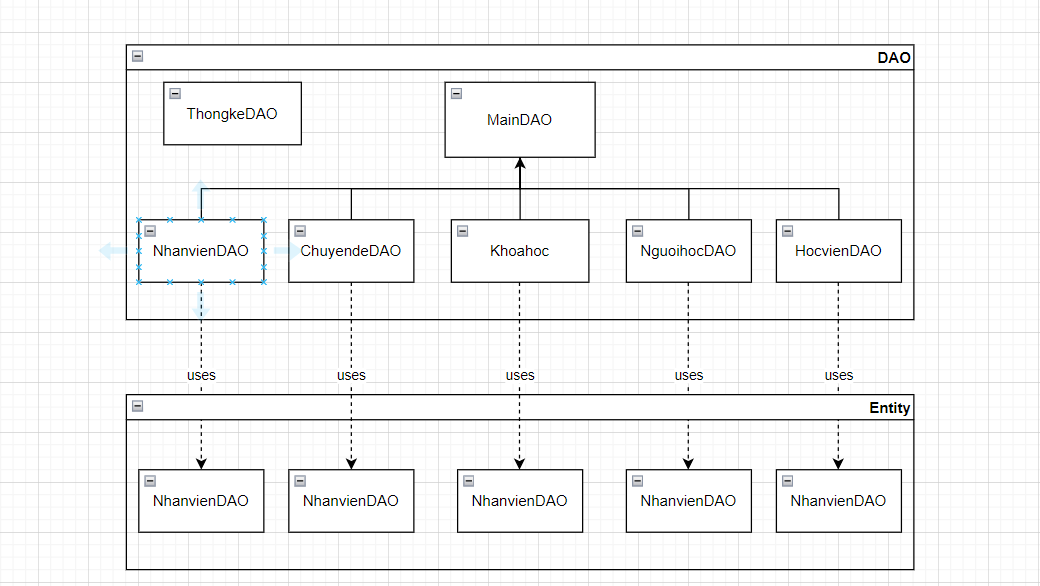 DAO
ThongkeDAO
MainDAO
NhanvienDAO
ChuyendeDAO
Khoahoc
NguoihocDAO
HocvienDAO
uses
uses
uses
uses
uses
Entity
NhanvienDAO
NhanvienDAO
NhanvienDAO
NhanvienDAO
NhanvienDAO